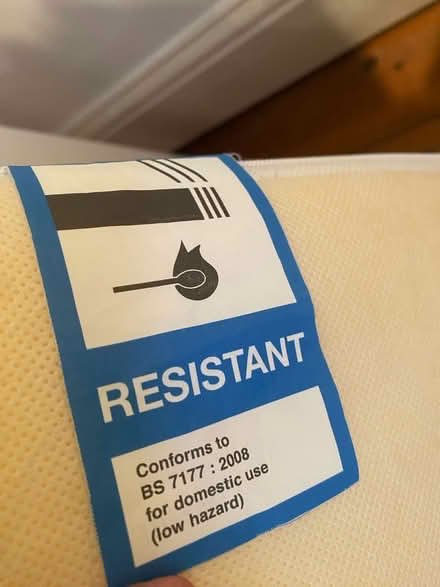 RESISTANT
Conforms to
BS 7177 : 2008
for domestic use
(low hazard)